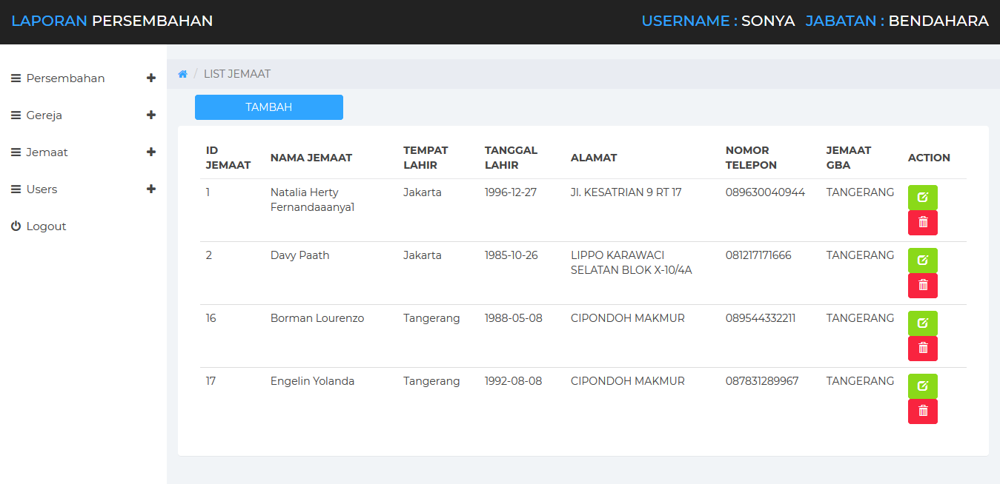 LAPORAN PERSEMBAHAN
USERNAME : SONYA JABATAN : BENDAHARA
Persembahan
Gereja
Jemaat
Users
Logout
/ LIST JEMAAT
TAMBAH
ID JEMAAT NAMA JEMAAT TEMPAT LAHIR TANGGAL LAHIR ALAMAT NOMOR TELEPON JEMAAT GBA ACTION
1 Natalia Herty Fernandaaanya1 Jakarta 1996-12-27 Jl. KESATRIAN 9 RT 17 089630040944 TANGERANG
2 Davy Paath Jakarta 1985-10-26 LIPPO KARAWACI SELATAN BLOK X-10/4A 081217171666 TANGERANG
16 Borman Lourenzo Tangerang 1988-05-08 CIPONDOH MAKMUR 089544332211 TANGERANG
17 Engelin Yolanda Tangerang 1992-08-08 CIPONDOH MAKMUR 087831289967 TANGERANG